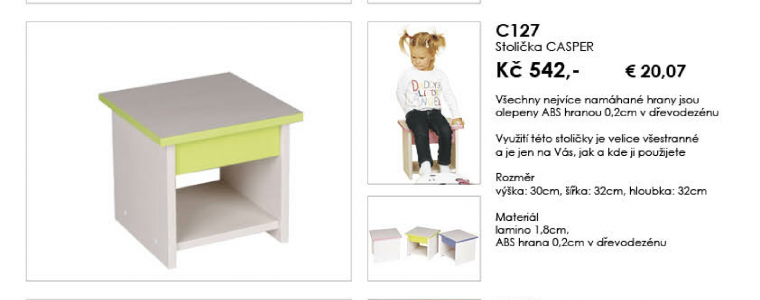 C127
Stolička CASPER
Kč 542,- € 20,07
Všechny nejvíce namáhané hrany jsou
olepeny ABS hranou 0,2cm v dřevodezénu
Využití této stoličky je velice všestranné
a je jen na Vás, jak a kde ji použijete
Rozměr
výška: 30cm, šířka: 32cm, hloubka: 32cm
Materiál
lamino 1,8cm,
ABS hrana 0,2cm v dřevodezénu